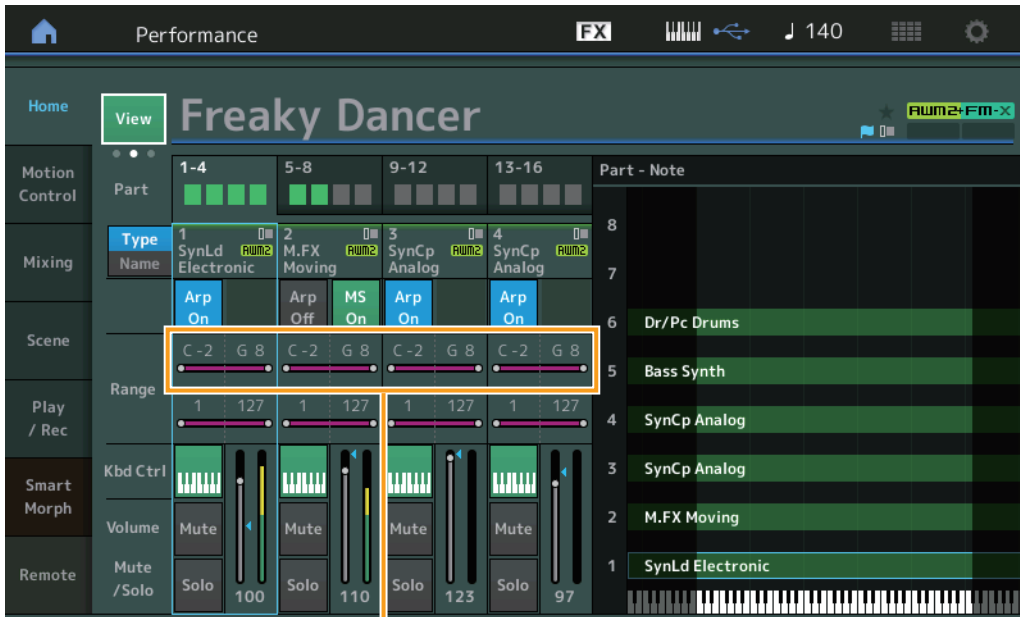 Performance
FX
♩ 140
Home
View
Freaky Dancer
AWM2+FM-X
Motion
Control
Part
1-4
5-8
9-12
13-16
Part - Note
Type
Name
1
SynLd
AWM2
Electronic
2
M.FX
AWM2
Moving
3
SynCp
AWM2
Analog
4
SynCp
AWM2
Analog
8
7
Mixing
Arp
On
Arp
Off
MS
On
Arp
On
Arp
On
6 Dr/Pc Drums
Scene
Range
C -2 G 8 C -2 G 8 C -2 G 8 C -2 G 8
5 Bass Synth
Play
/ Rec
1 127 1 127 1 127 1 127
4 SynCp Analog
Kbd Ctrl
3 SynCp Analog
Smart
Morph
Volume
Mute Mute Mute Mute
2 M.FX Moving
Remote
Mute
/Solo
Solo 100 Solo 110 Solo 123 Solo 97
1 SynLd Electronic